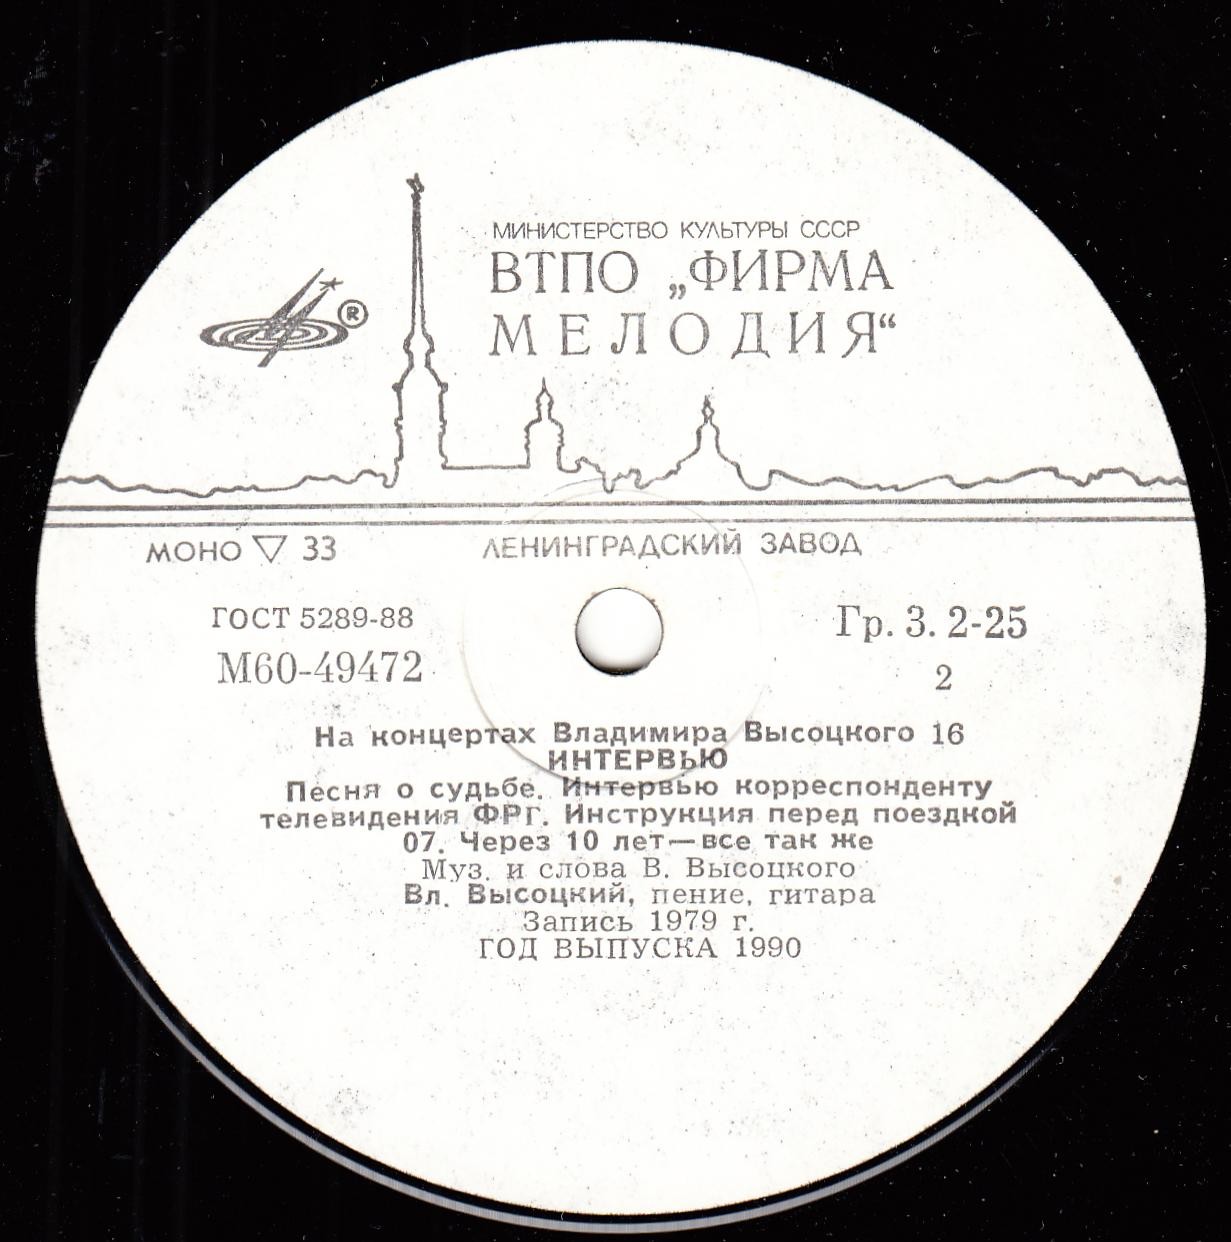 МИНИСТЕРСТВО КУЛЬТУРЫ СССР
ВТПО „ФИРМА
МЕЛОДИЯ“
®
МОНО ▽ 33
ЛЕНИНГРАДСКИЙ ЗАВОД
ГОСТ 5289-88
Гр. 3. 2-25
М60-49472
2
На концертах Владимира Высоцкого 16
ИНТЕРВЬЮ
Песня о судьбе. Интервью корреспонденту
телевидения ФРГ. Инструкция перед поездкой
07. Через 10 лет—все так же
Муз. и слова В. Высоцкого
Вл. Высоцкий, пение, гитара
Запись 1979 г.
ГОД ВЫПУСКА 1990